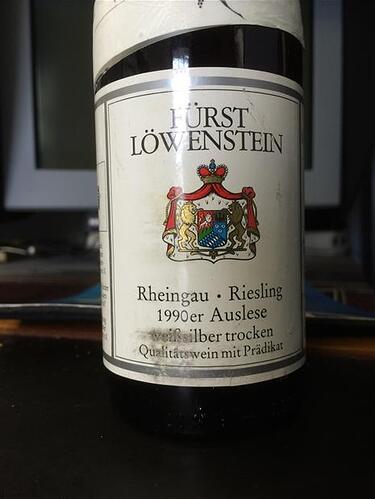 FÜRST
LÖWENSTEIN
Rheingau · Riesling
1990er Auslese
weißsilber trocken
Qualitätswein mit Prädikat